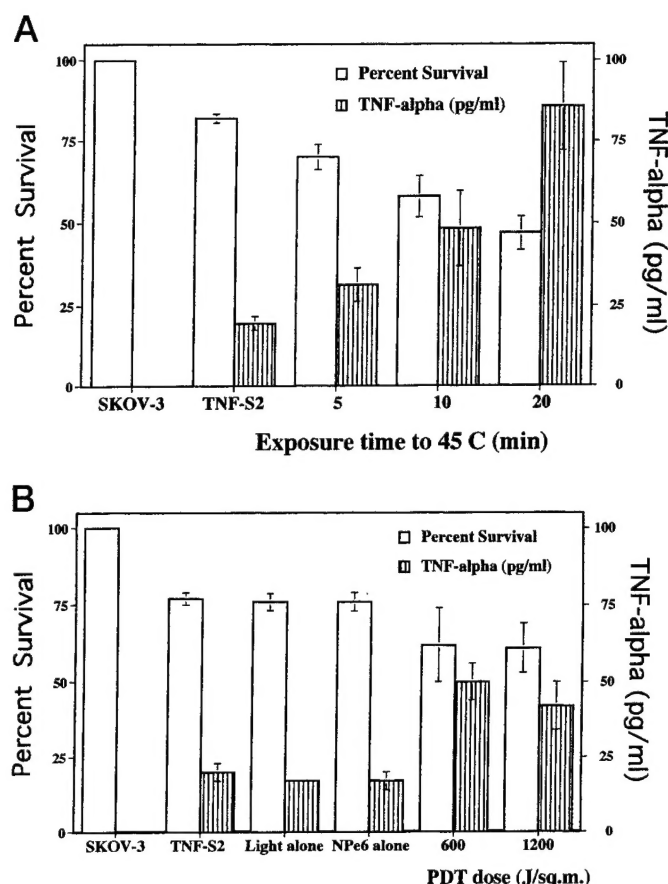 A
Percent Survival
100
75
50
25
0
Percent Survival
TNF-alpha (pg/ml)
100
75
50
25
0
TNF-alpha (pg/ml)
SKOV-3 TNF-S2 5 10 20
Exposure time to 45 C (min)
B
Percent Survival
100
75
50
25
0
Percent Survival
TNF-alpha (pg/ml)
100
75
50
25
0
TNF-alpha (pg/ml)
SKOV-3 TNF-S2 Light alone NPe6 alone 600 1200
PDT dose (J/sq.m.)